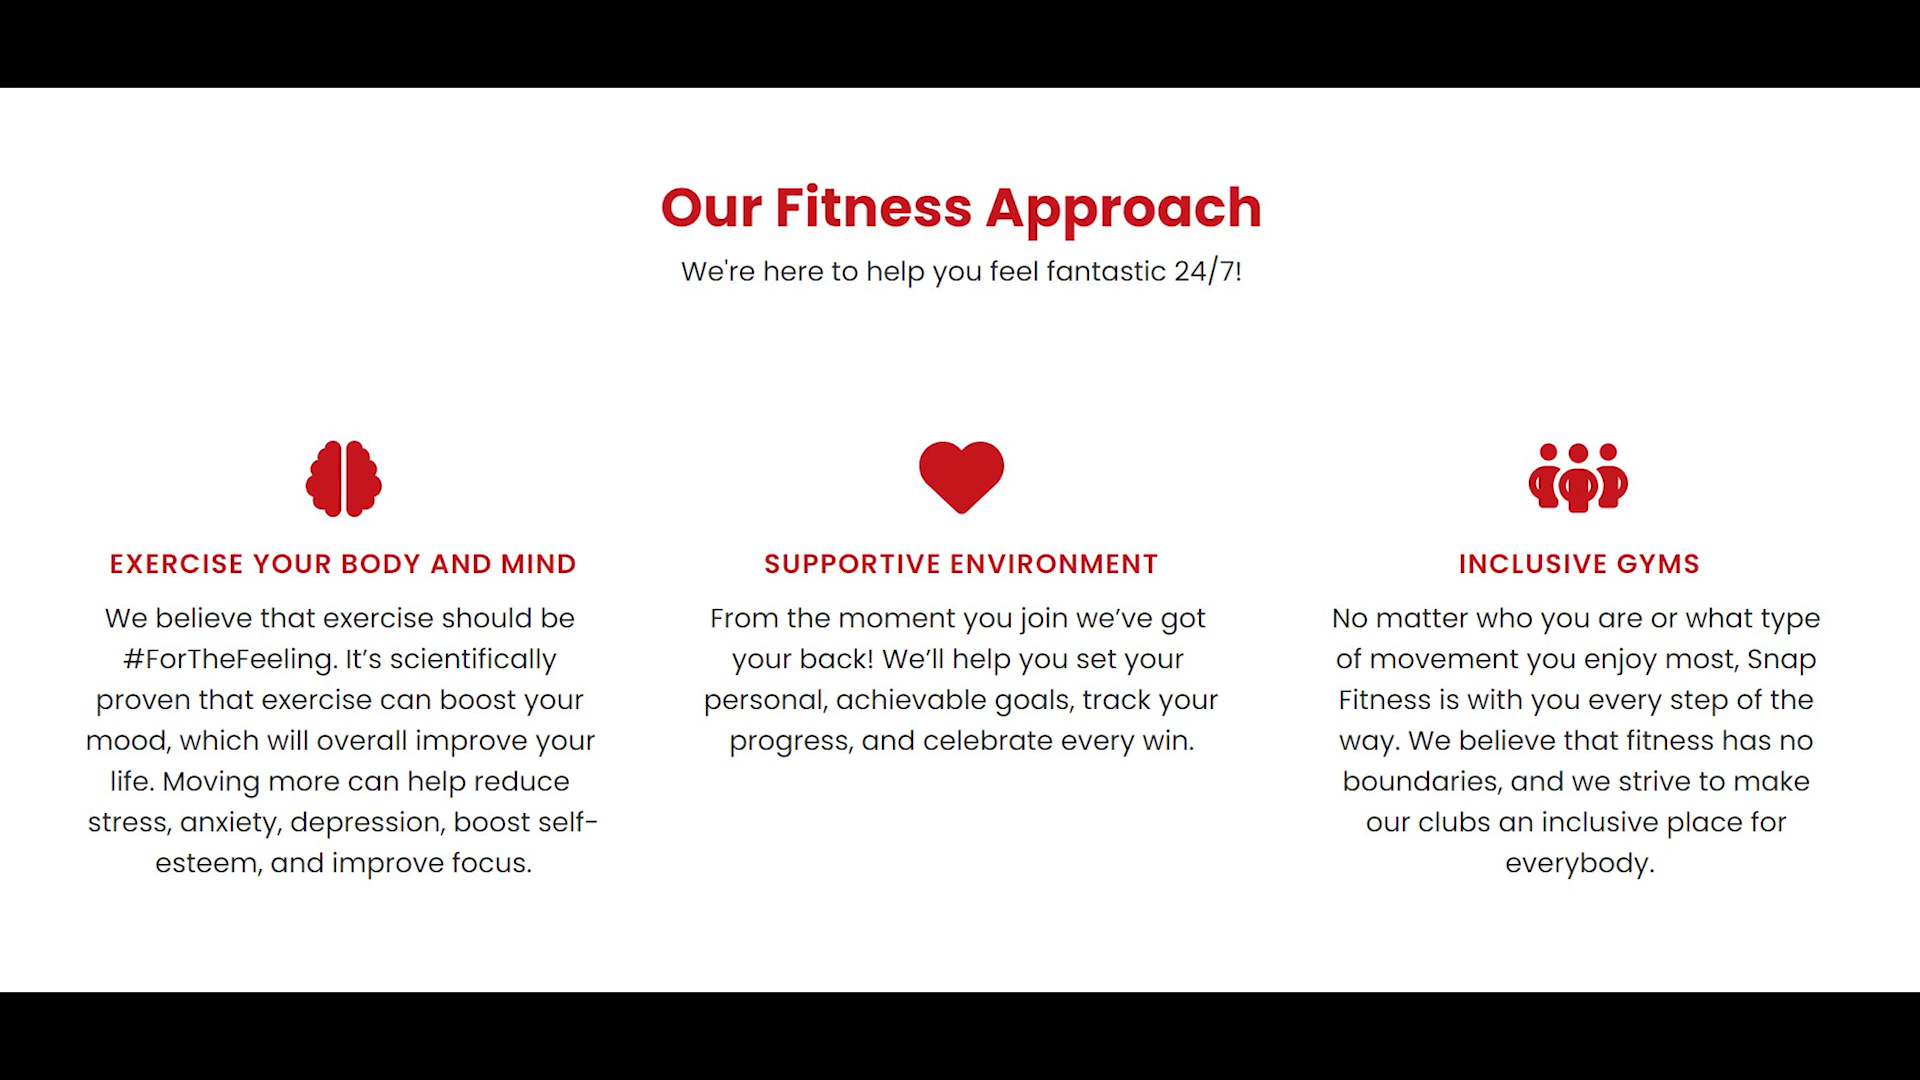 Our Fitness Approach
We're here to help you feel fantastic 24/7!
EXERCISE YOUR BODY AND MIND
We believe that exercise should be
#ForTheFeeling. It’s scientifically
proven that exercise can boost your
mood, which will overall improve your
life. Moving more can help reduce
stress, anxiety, depression, boost self-
esteem, and improve focus.
SUPPORTIVE ENVIRONMENT
From the moment you join we’ve got
your back! We’ll help you set your
personal, achievable goals, track your
progress, and celebrate every win.
INCLUSIVE GYMS
No matter who you are or what type
of movement you enjoy most, Snap
Fitness is with you every step of the
way. We believe that fitness has no
boundaries, and we strive to make
our clubs an inclusive place for
everybody.